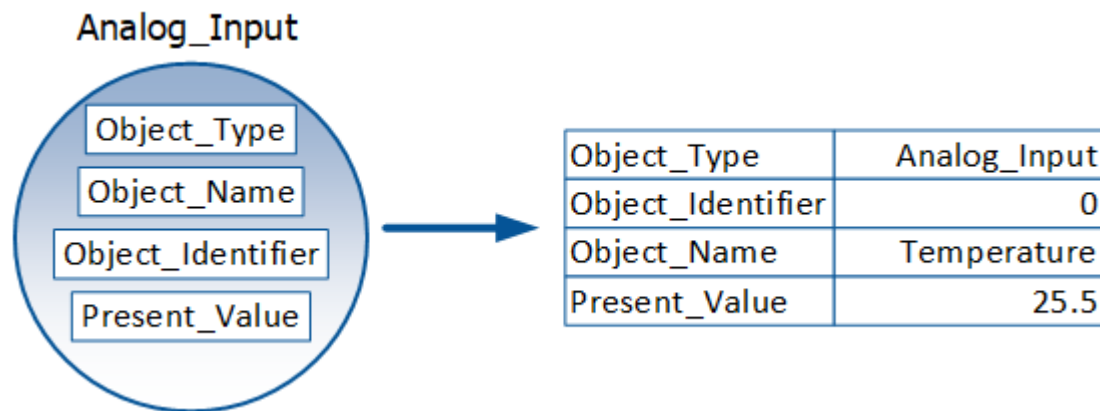 Analog_Input
Object_Type
Object_Name
Object_Identifier
Present_Value
Object_Type Analog_Input
Object_Identifier 0
Object_Name Temperature
Present_Value 25.5